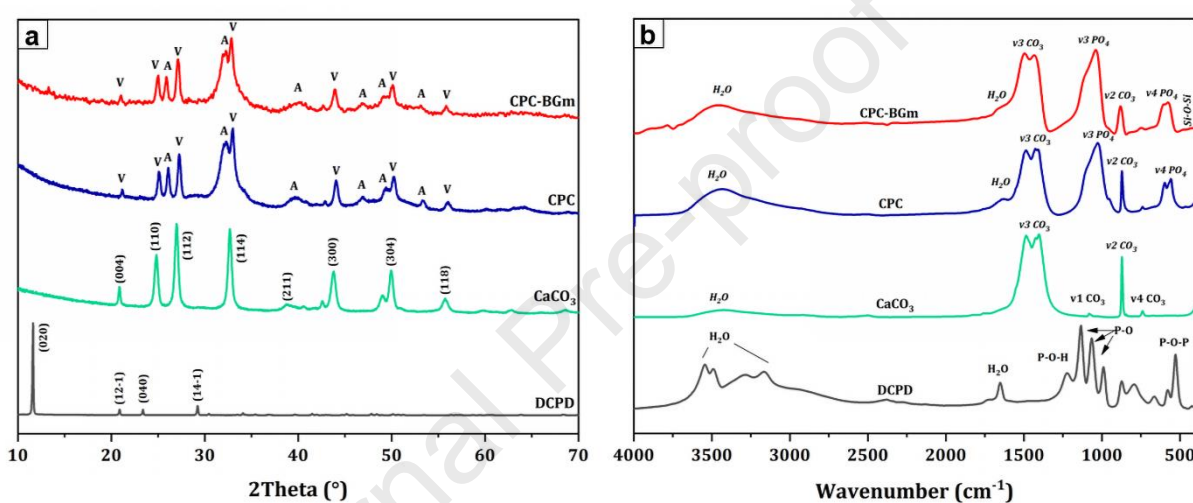 a
V
V
A
V
A
V
A
V
A
A
V
A
V
CPC-BGm
V
V
A
V
A
V
A
V
A
A
V
A
V
CPC
(004)
(110)
(112)
(114)
(211)
(300)
(304)
(118)
CaCO3
(020)
(12-1)
(040)
(14-1)
DCPD
10 20 30 40 50 60 70
2Theta (°)
b
H2O
H2O
v3 CO3
v3 PO4
v2 CO3
v4 PO4
Si-O-Si
CPC-BGm
H2O
H2O
v3 CO3
v3 PO4
v2 CO3
v4 PO4
CPC
H2O
v3 CO3
v1 CO3
v2 CO3
v4 CO3
CaCO3
H2O
H2O
P-O-H
P-O
P-O-P
DCPD
4000 3500 3000 2500 2000 1500 1000 500
Wavenumber (cm-1)
rnal Pre-proof